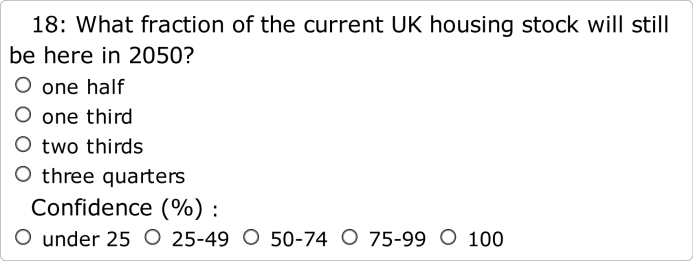 18: What fraction of the current UK housing stock will still
be here in 2050?
one half
one third
two thirds
three quarters
Confidence (%) :
under 25 25-49 50-74 75-99 100